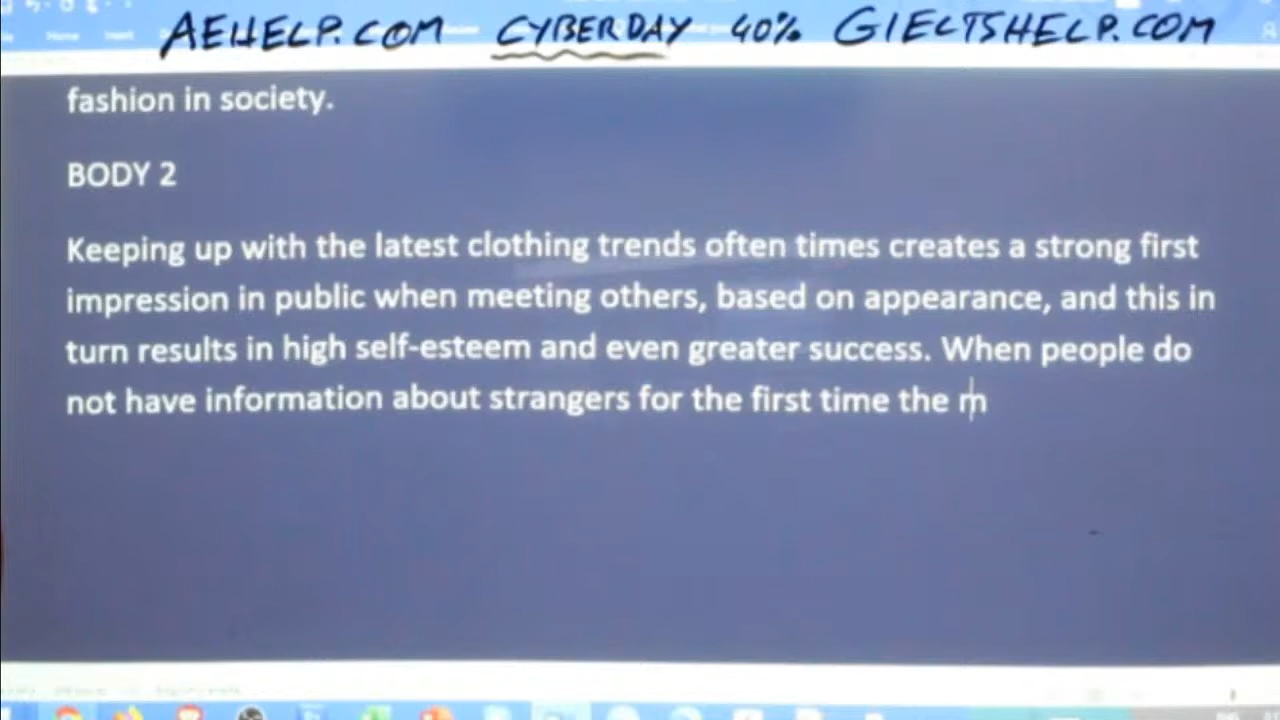 AEHELP.COM CYBERDAY 40% GIELTSHELP.COM
Home Insert
fashion in society.
BODY 2
Keeping up with the latest clothing trends often times creates a strong first
impression in public when meeting others, based on appearance, and this in
turn results in high self-esteem and even greater success. When people do
not have information about strangers for the first time the m